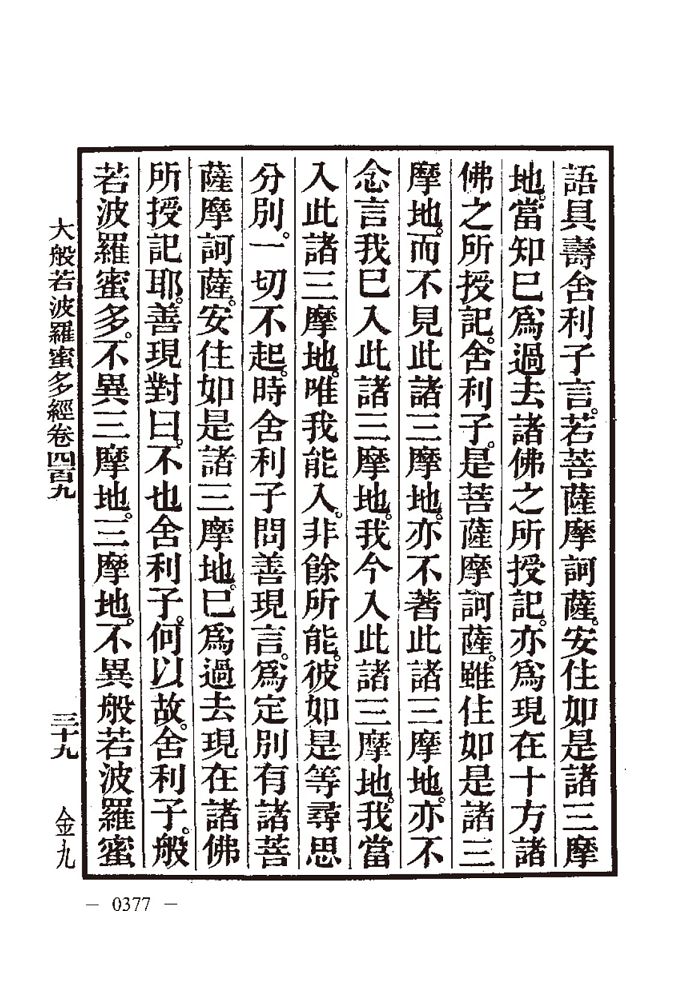 語具壽舍利子言。若菩薩摩訶薩。安住如是諸三摩
地。當知已爲過去諸佛之所授記。亦爲現在十方諸
佛之所授記。舍利子。是菩薩摩訶薩。雖住如是諸三
摩地。而不見此諸三摩地。亦不著此諸三摩地。亦不
念言我已入此諸三摩地。我今入此諸三摩地。我當
入此諸三摩地。唯我能入。非餘所能。彼如是等尋思
分別。一切不起。時舍利子問善現言。爲定別有諸菩
薩摩訶薩。安住如是諸三摩地。已爲過去現在諸佛
所授記耶。善現對曰。不也舍利子。何以故。舍利子。般
若波羅蜜多。不異三摩地。三摩地。不異般若波羅蜜
大般若波羅蜜多經卷四百九
三十九
金九
— 0377 —